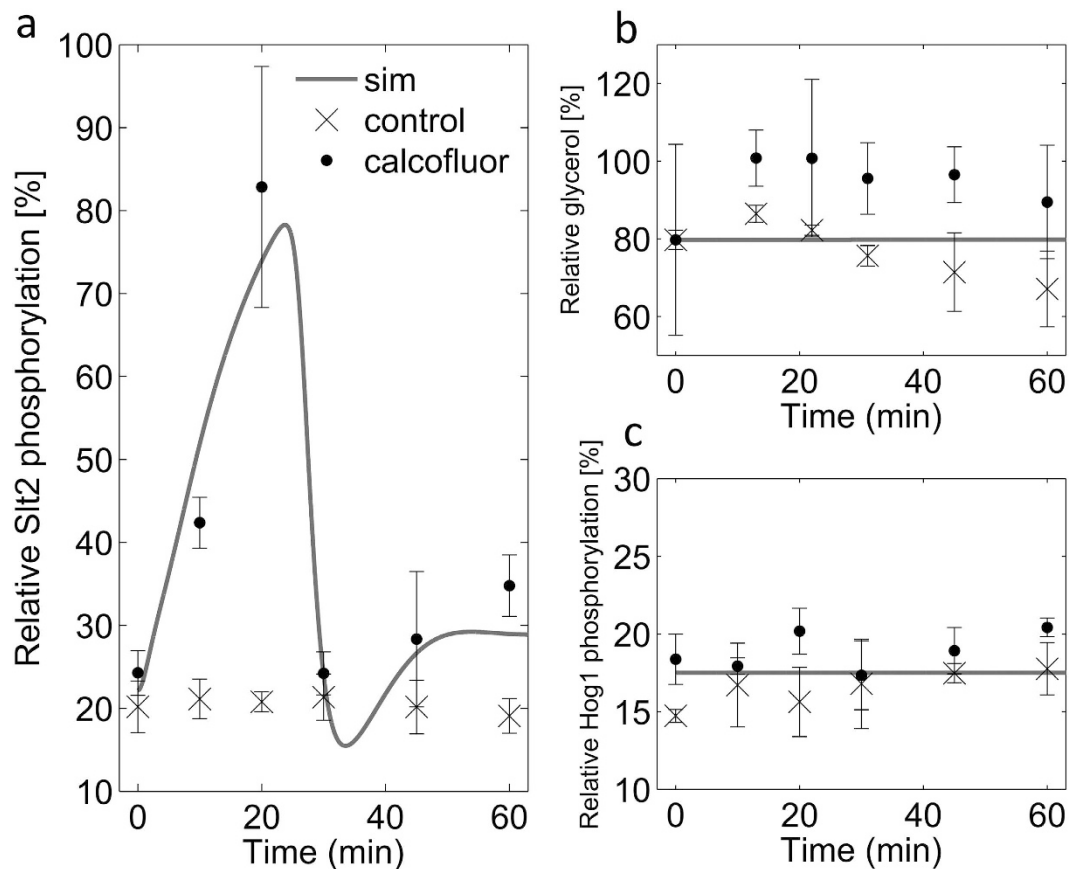 a
Relative Slt2 phosphorylation [%]
100
90
80
70
60
50
40
30
20
10
sim
control
calcofluor
0
20
40
60
Time (min)
b
Relative glycerol [%]
120
100
80
60
0
20
40
60
Time (min)
c
Relative Hog1 phosphorylation [%]
30
25
20
15
10
0
20
40
60
Time (min)